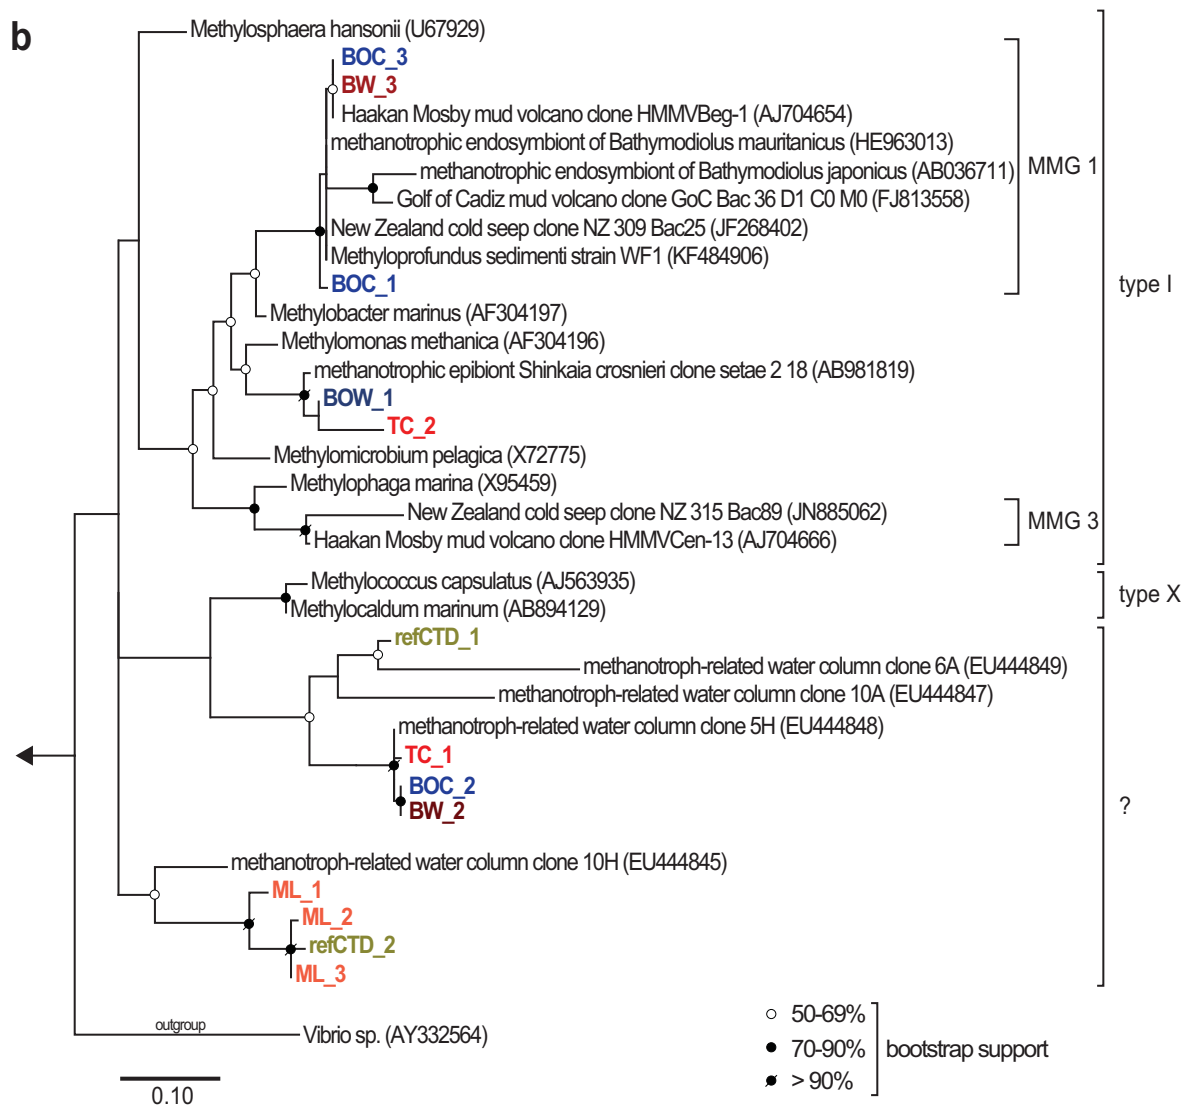 b
Methylosphaera hansonii (U67929)
BOC_3
BW_3
Haakan Mosby mud volcano clone HMMVBeg-1 (AJ704654)
methanotrophic endosymbiont of Bathymodiolus mauritanicus (HE963013)
methanotrophic endosymbiont of Bathymodiolus japonicus (AB036711)
MMG 1
Golf of Cadiz mud volcano clone GoC Bac 36 D1 C0 M0 (FJ813558)
New Zealand cold seep clone NZ 309 Bac25 (JF268402)
Methyloprofundus sedimenti strain WF1 (KF484906)
BOC_1
type I
Methylobacter marinus (AF304197)
Methylomonas methanica (AF304196)
methanotrophic epibiont Shinkaia crosnieri clone setae 2 18 (AB981819)
BOW_1
TC_2
Methylomicrobium pelagica (X72775)
Methylophaga marina (X95459)
New Zealand cold seep clone NZ 315 Bac89 (JN885062)
MMG 3
Haakan Mosby mud volcano clone HMMVCen-13 (AJ704666)
Methylococcus capsulatus (AJ563935)
type X
Methylocaldum marinum (AB894129)
refCTD_1
methanotroph-related water column clone 6A (EU444849)
methanotroph-related water column clone 10A (EU444847)
methanotroph-related water column clone 5H (EU444848)
TC_1
BOC_2
BW_2
?
methanotroph-related water column clone 10H (EU444845)
ML_1
ML_2
refCTD_2
ML_3
outgroup
Vibrio sp. (AY332564)
50-69%
70-90%
bootstrap support
> 90%
0.10